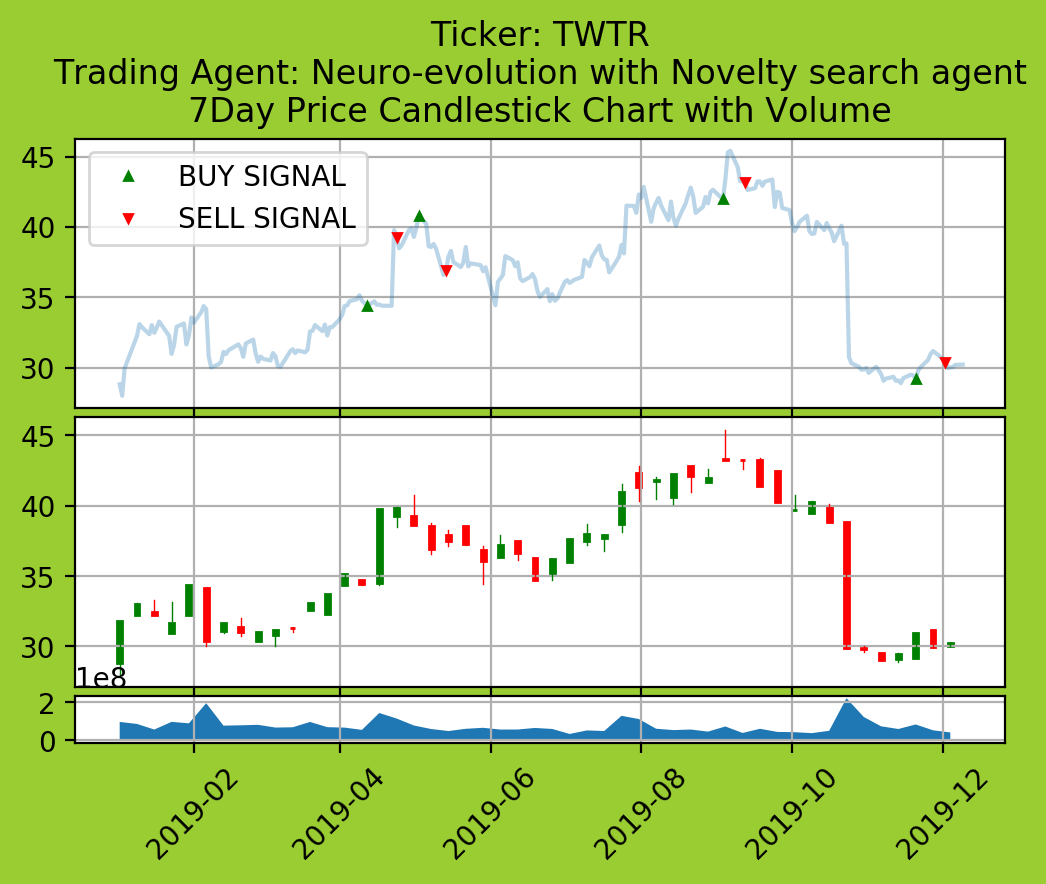 Ticker: TWTR
Trading Agent: Neuro-evolution with Novelty search agent
7Day Price Candlestick Chart with Volume
BUY SIGNAL
SELL SIGNAL
45
40
35
30
45
40
35
30
1e8
2
0
2019-02
2019-04
2019-06
2019-08
2019-10
2019-12